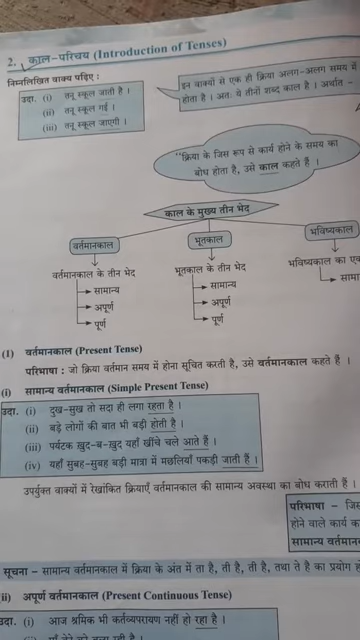 2. काल-परिचय (Introduction of Tenses)
निम्नलिखित वाक्य पढ़िए :
उदा. (i) तनू स्कूल जाती है ।
(ii) तनू स्कूल गई ।
(iii) तनू स्कूल जाएगी ।
इन वाक्यों से एक ही क्रिया अलग-अलग समय में
होता है । अतः ये तीनों शब्द काल है । अर्थात –
“क्रिया के जिस रूप से कार्य होने के समय का
बोध होता है, उसे काल कहते हैं ।
काल के मुख्य तीन भेद
वर्तमानकाल
भूतकाल
भविष्यकाल
वर्तमानकाल के तीन भेद
सामान्य
अपूर्ण
पूर्ण
भूतकाल के तीन भेद
सामान्य
अपूर्ण
पूर्ण
भविष्यकाल का एक
सामा
(1) वर्तमानकाल (Present Tense)
परिभाषा : जो क्रिया वर्तमान समय में होना सूचित करती है, उसे वर्तमानकाल कहते हैं ।
(i) सामान्य वर्तमानकाल (Simple Present Tense)
उदा. (i) दुख-सुख तो सदा ही लगा रहता है ।
(ii) बड़े लोगों की बात भी बड़ी होती है ।
(iii) पर्यटक ख़ुद-ब-ख़ुद यहाँ खींचे चले आते हैं ।
(iv) यहाँ सुबह-सुबह बड़ी मात्रा में मछलियाँ पकड़ी जाती हैं ।
उपर्युक्त वाक्यों में रेखांकित क्रियाएँ वर्तमानकाल की सामान्य अवस्था का बोध कराती हैं ।
परिभाषा – जिस
होने वाले कार्य क
सामान्य वर्तमान
सूचना – सामान्य वर्तमानकाल में क्रिया के अंत में ता है, ती है, ती हैं, तथा ते हैं का प्रयोग हो
ii) अपूर्ण वर्तमानकाल (Present Continuous Tense)
उदा. (i) आज श्रमिक भी कर्तव्यपरायण नहीं हो रहा है ।